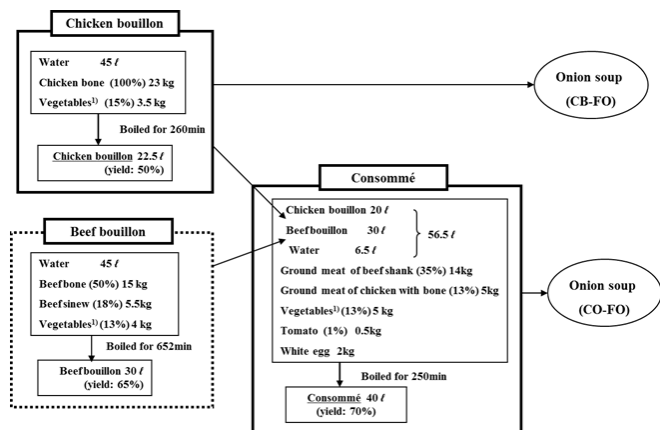 Chicken bouillon
Water 45 ℓ
Chicken bone (100%) 23 kg
Vegetables¹⁾ (15%) 3.5 kg
Boiled for 260min
Chicken bouillon 22.5 ℓ
(yield: 50%)
Onion soup
(CB-FO)
Beef bouillon
Water 45 ℓ
Beef bone (50%) 15 kg
Beef sinew (18%) 5.5kg
Vegetables¹⁾ (13%) 4 kg
Boiled for 652min
Beef bouillon 30 ℓ
(yield: 65%)
Consommé
Chicken bouillon 20 ℓ
Beef bouillon 30 ℓ
Water 6.5 ℓ
56.5 ℓ
Ground meat of beef shank (35%) 14kg
Ground meat of chicken with bone (13%) 5kg
Vegetables¹⁾ (13%) 5 kg
Tomato (1%) 0.5kg
White egg 2kg
Boiled for 250min
Consommé 40 ℓ
(yield: 70%)
Onion soup
(CO-FO)